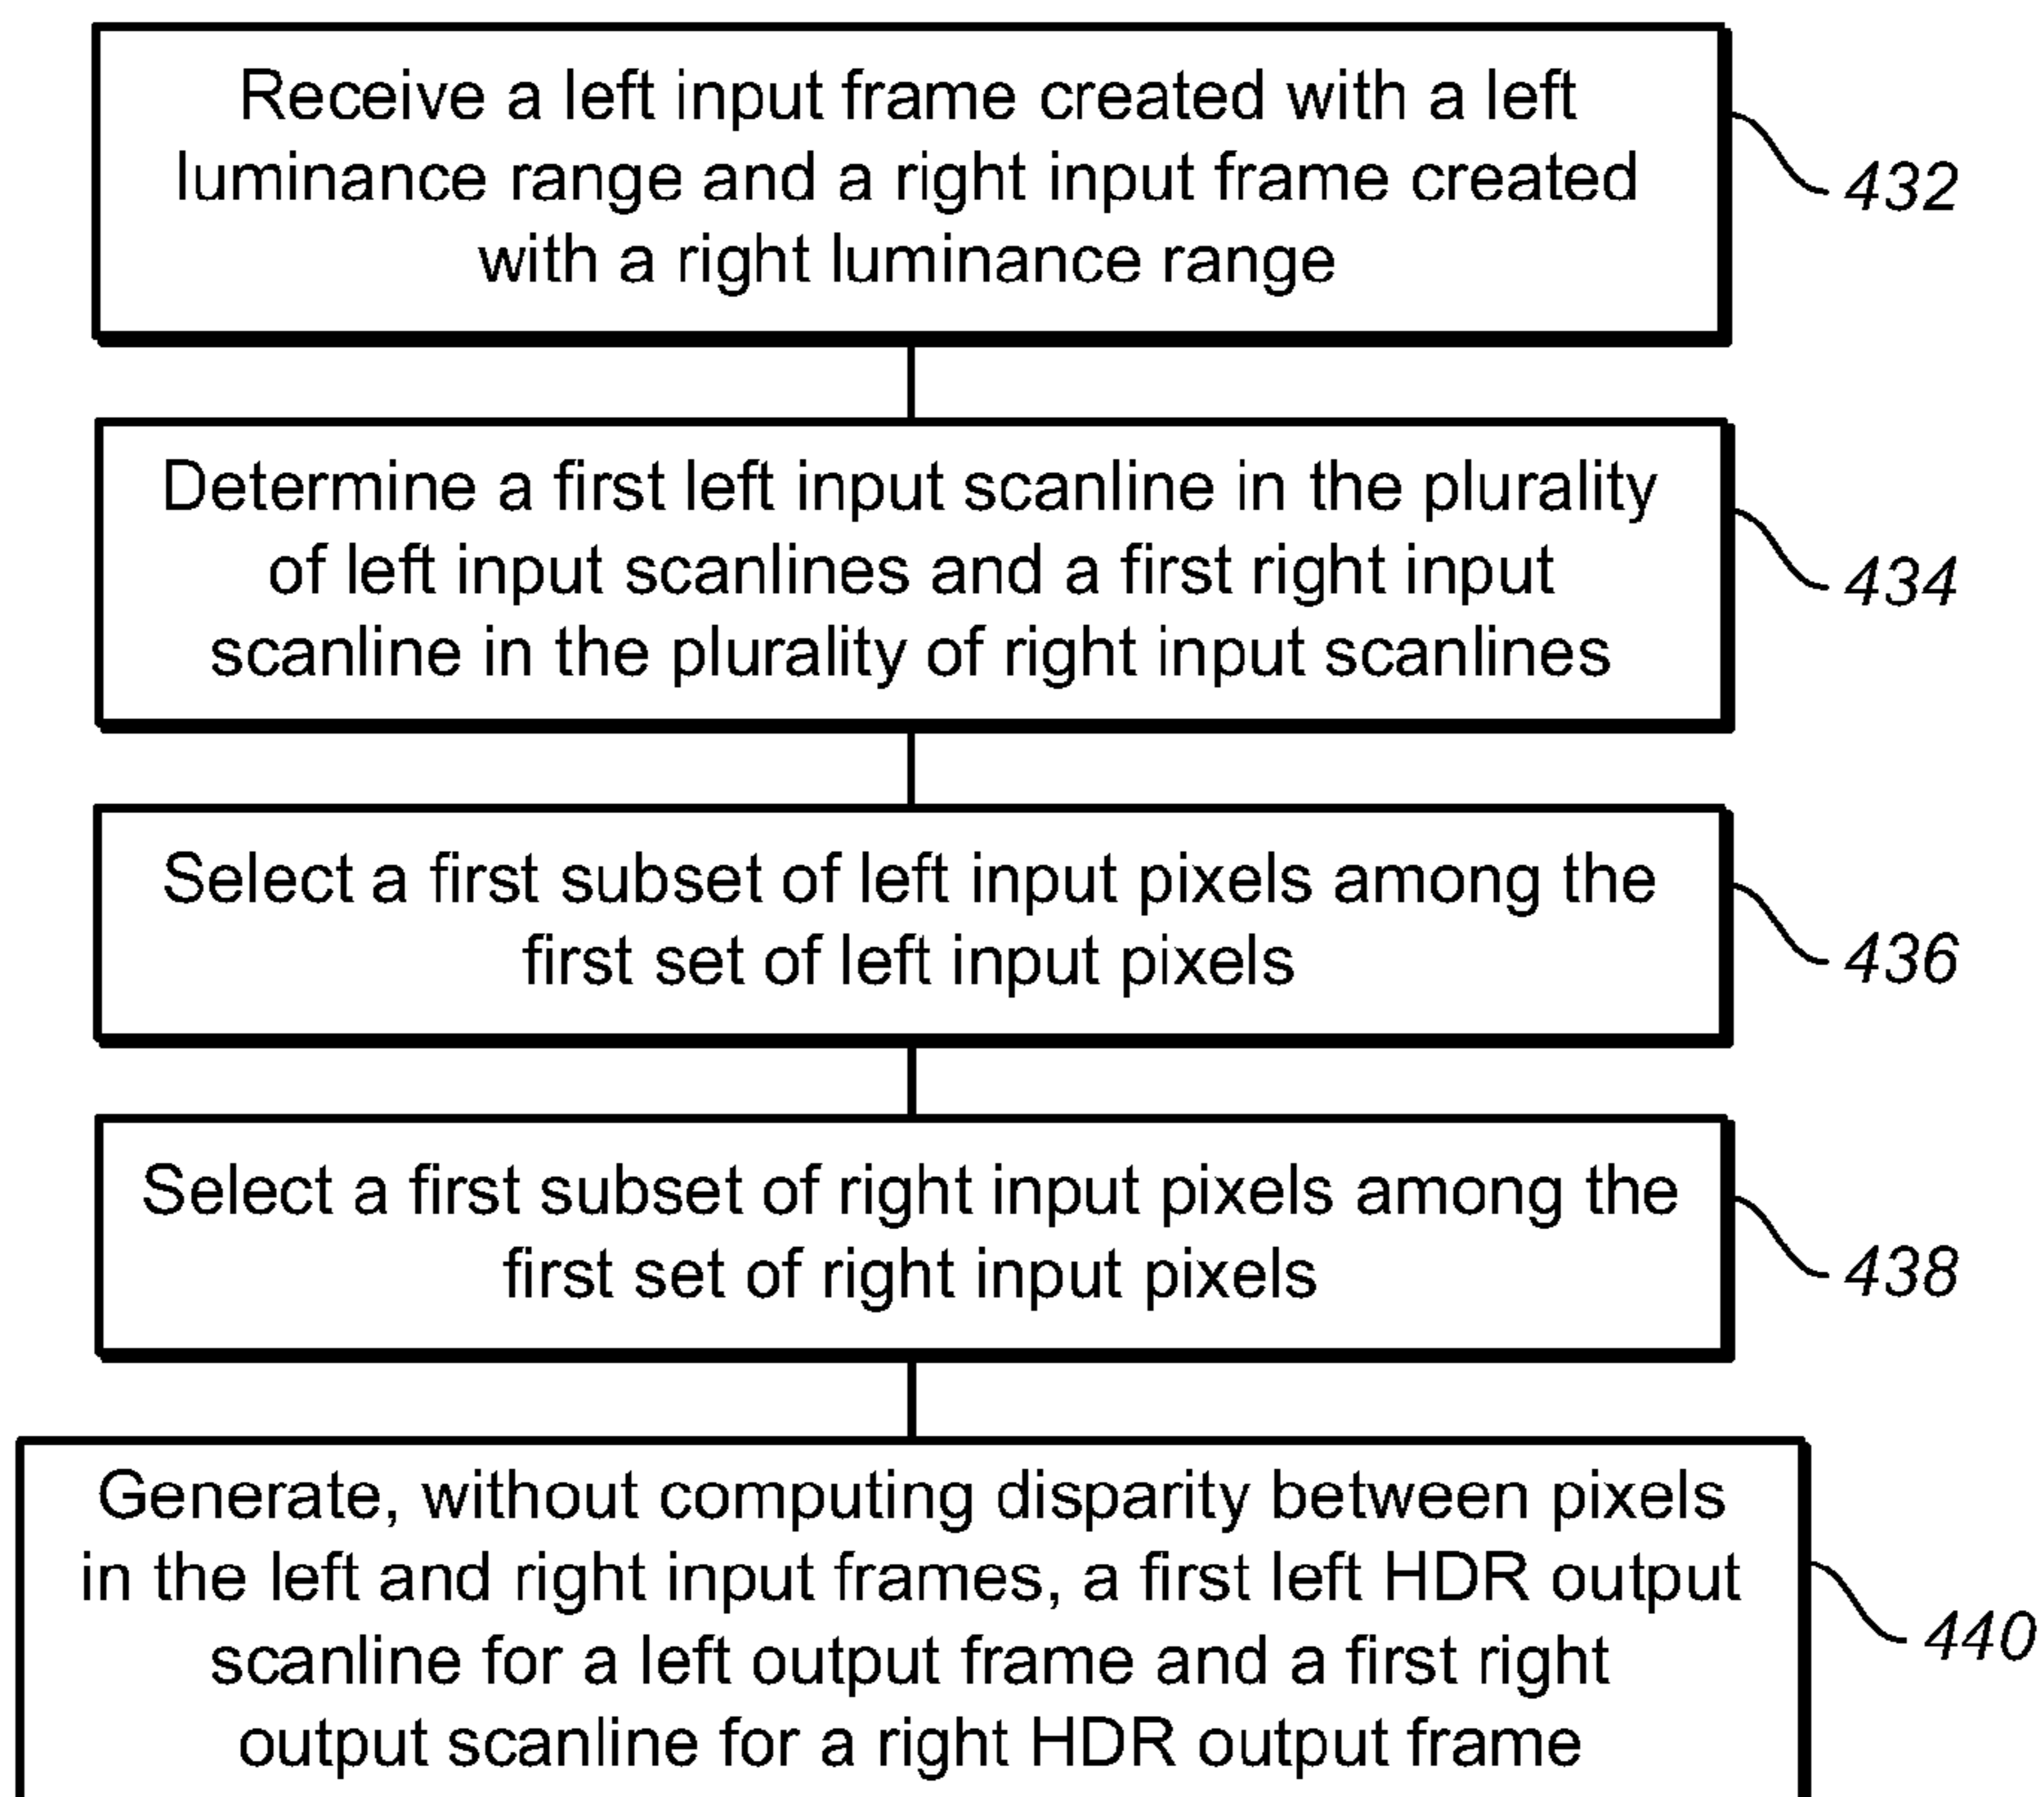 Receive a left input frame created with a left
luminance range and a right input frame created
with a right luminance range
432
Determine a first left input scanline in the plurality
of left input scanlines and a first right input
scanline in the plurality of right input scanlines
434
Select a first subset of left input pixels among the
first set of left input pixels
436
Select a first subset of right input pixels among the
first set of right input pixels
438
Generate, without computing disparity between pixels
in the left and right input frames, a first left HDR output
scanline for a left output frame and a first right
output scanline for a right HDR output frame
440